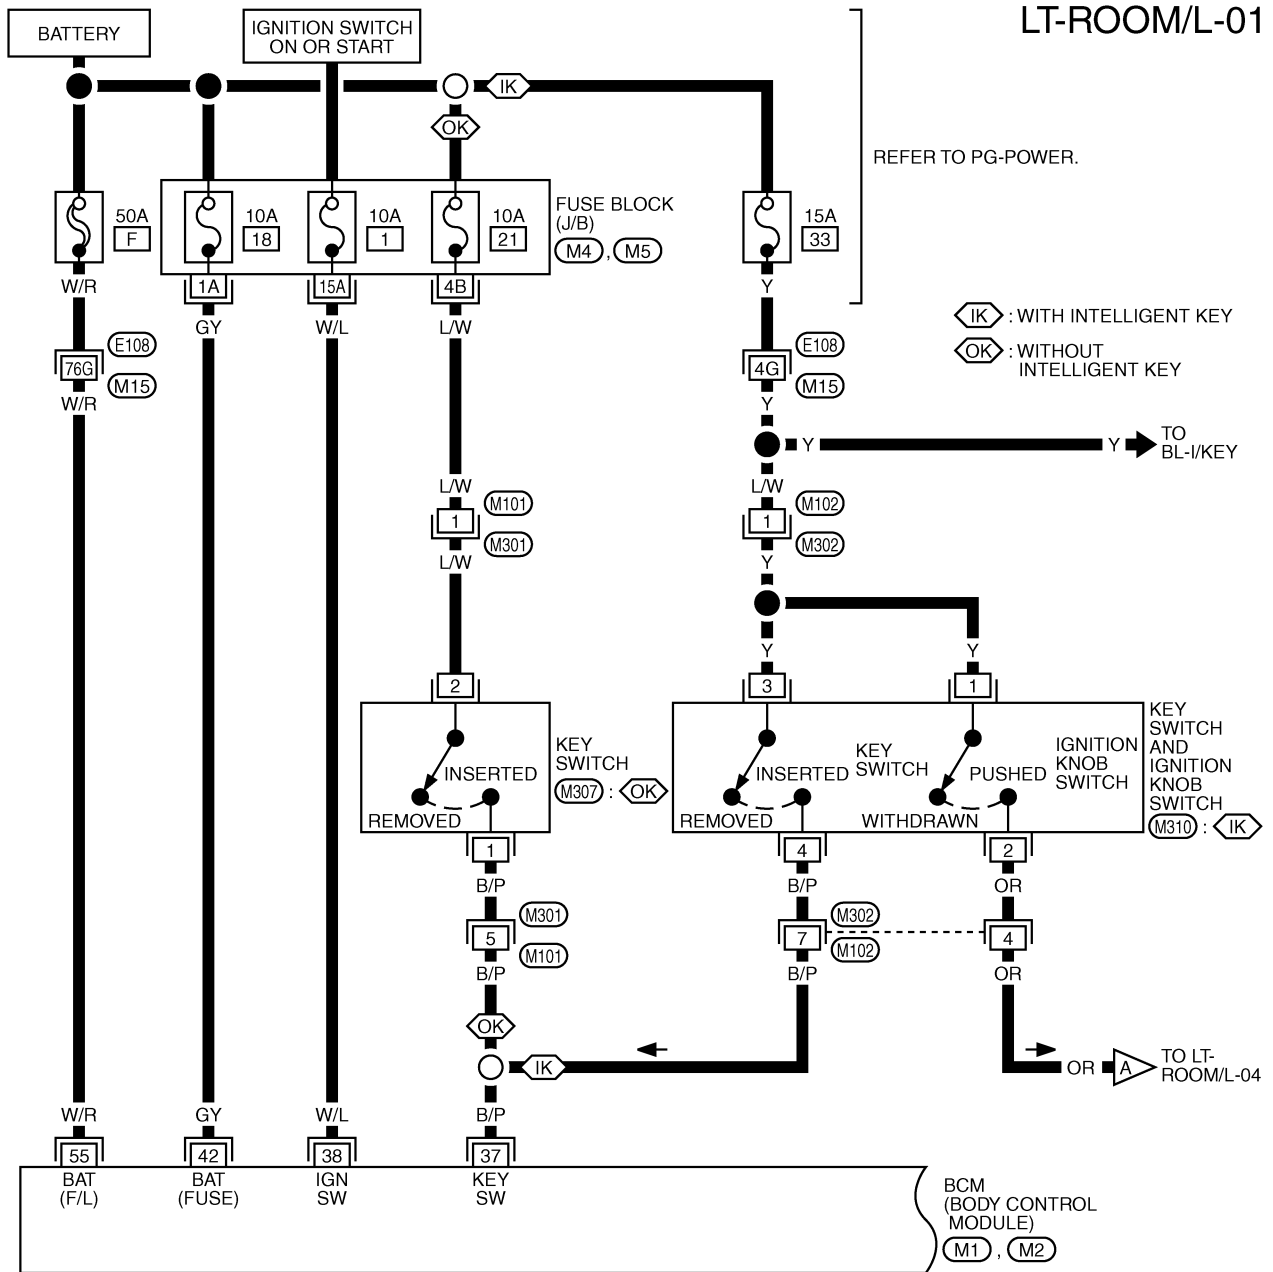 LT-ROOM/L-01
BATTERY
IGNITION SWITCH
ON OR START
IK
OK
REFER TO PG-POWER.
50A
F
10A
18
10A
1
10A
21
FUSE BLOCK
(J/B)
M4 , M5
15A
33
W/R
1A
15A
4B
Y
GY
W/L
L/W
IK : WITH INTELLIGENT KEY
OK : WITHOUT
INTELLIGENT KEY
E108
76G
M15
W/R
E108
4G
M15
Y
Y
Y
TO
BL-I/KEY
L/W
M101
1
M301
L/W
L/W
M102
1
M302
Y
Y
Y
2
3
1
KEY
SWITCH
M307 : OK
INSERTED
REMOVED
KEY
SWITCH
INSERTED
REMOVED
IGNITION
KNOB
SWITCH
PUSHED
WITHDRAWN
KEY
SWITCH
AND
IGNITION
KNOB
SWITCH
M310 : IK
1
4
2
B/P
B/P
OR
M301
5
M101
B/P
M302
7
M102
B/P
4
OR
OK
IK
OR
A
TO LT-
ROOM/L-04
W/R
GY
W/L
B/P
55
42
38
37
BAT
(F/L)
BAT
(FUSE)
IGN
SW
KEY
SW
BCM
(BODY CONTROL
MODULE)
M1 , M2